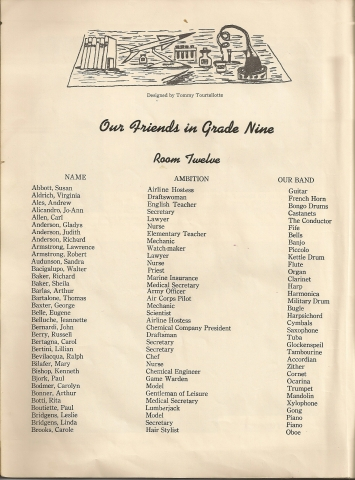 Designed by Tommy Tourtellotte
Our Friends in Grade Nine
Room Twelve
NAME AMBITION OUR BAND
Abbott, Susan Airline Hostess Guitar
Aldrich, Virginia Draftswoman French Horn
Ales, Andrew English Teacher Bongo Drums
Alicandro, Jo-Ann Secretary Castanets
Allen, Carl Lawyer The Conductor
Anderson, Gladys Nurse Fife
Anderson, Judith Elementary Teacher Bells
Anderson, Richard Mechanic Banjo
Armstrong, Lawrence Watch-maker Piccolo
Armstrong, Robert Lawyer Kettle Drum
Audunson, Sandra Nurse Flute
Bacigalupo, Walter Priest Organ
Baker, Richard Marine Insurance Clarinet
Baker, Sheila Medical Secretary Harp
Barlas, Arthur Army Officer Harmonica
Bartalone, Thomas Air Corps Pilot Military Drum
Baxter, George Mechanic Bugle
Belle, Eugene Scientist Harpsichord
Belluche, Jeannette Airline Hostess Cymbals
Bernardi, John Chemical Company President Saxophone
Berry, Russell Draftsman Tuba
Bertagna, Carol Secretary Glockenspeil
Bertini, Lillian Secretary Tambourine
Bevilacqua, Ralph Chef Accordian
Bilafer, Mary Nurse Zither
Bishop, Kenneth Chemical Engineer Cornet
Bjork, Paul Game Warden Ocarina
Bodmer, Carolyn Model Trumpet
Bonner, Arthur Gentleman of Leisure Mandolin
Botti, Rita Medical Secretary Xylophone
Boutiette, Paul Lumberjack Gong
Bridgens, Leslie Model Piano
Bridgens, Linda Secretary Piano
Brooks, Carole Hair Stylist Oboe